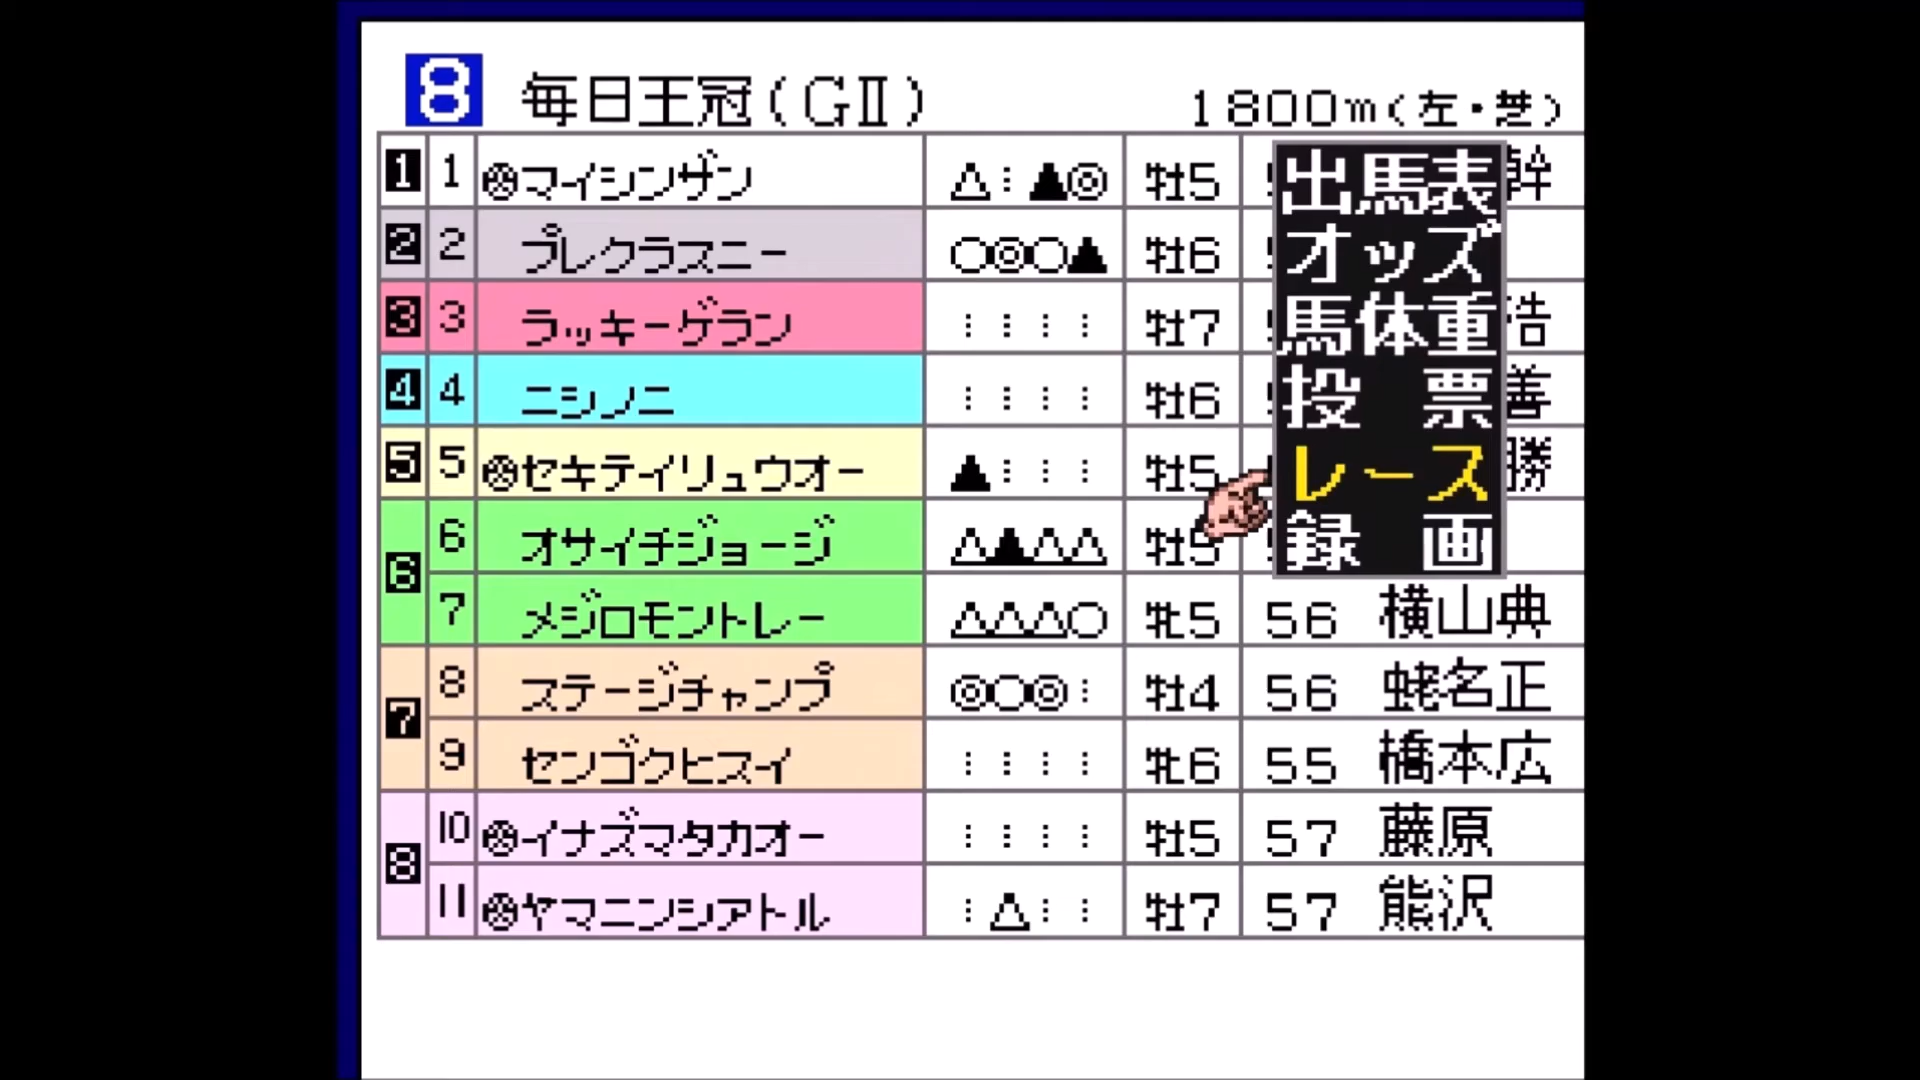 8 毎日王冠(GⅡ) 1800m(左・芝)
1 1 マイシンザン △⋮▲◎ 牡5 幹
2 2 プレクラスニー ○◎○▲ 牡6
3 3 ラッキーゲラン ⋮⋮⋮⋮ 牡7 浩
4 4 ニシノニ ⋮⋮⋮⋮ 牡6 善
5 5 セキテイリュウオー ▲⋮⋮⋮ 牡5 勝
6 6 オサイチジョージ △▲△△ 牡5
7 メジロモントレー △△△○ 牝5 56 横山典
7 8 ステージチャンプ ◎○◎⋮ 牡4 56 蛯名正
9 センゴクヒスイ ⋮⋮⋮⋮ 牝6 55 橋本広
8 10 イナズマタカオー ⋮⋮⋮⋮ 牡5 57 藤原
11 ヤマニンシアトル ⋮△⋮⋮ 牡7 57 熊沢
出馬表
オッズ
馬体重
投 票
レース
録 画